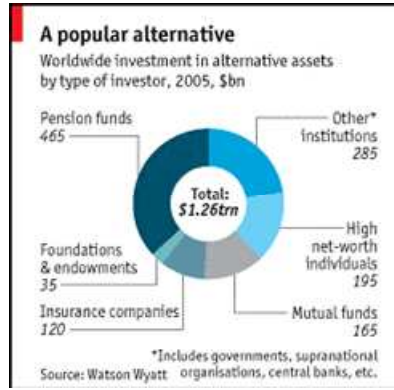 A popular alternative
Worldwide investment in alternative assets
by type of investor, 2005, $bn
Pension funds
465
Other*
institutions
285
Total:
$1.26trn
Foundations
& endowments
35
High
net-worth
individuals
195
Insurance companies
120
Mutual funds
165
*Includes governments, supranational
organisations, central banks, etc.
Source: Watson Wyatt